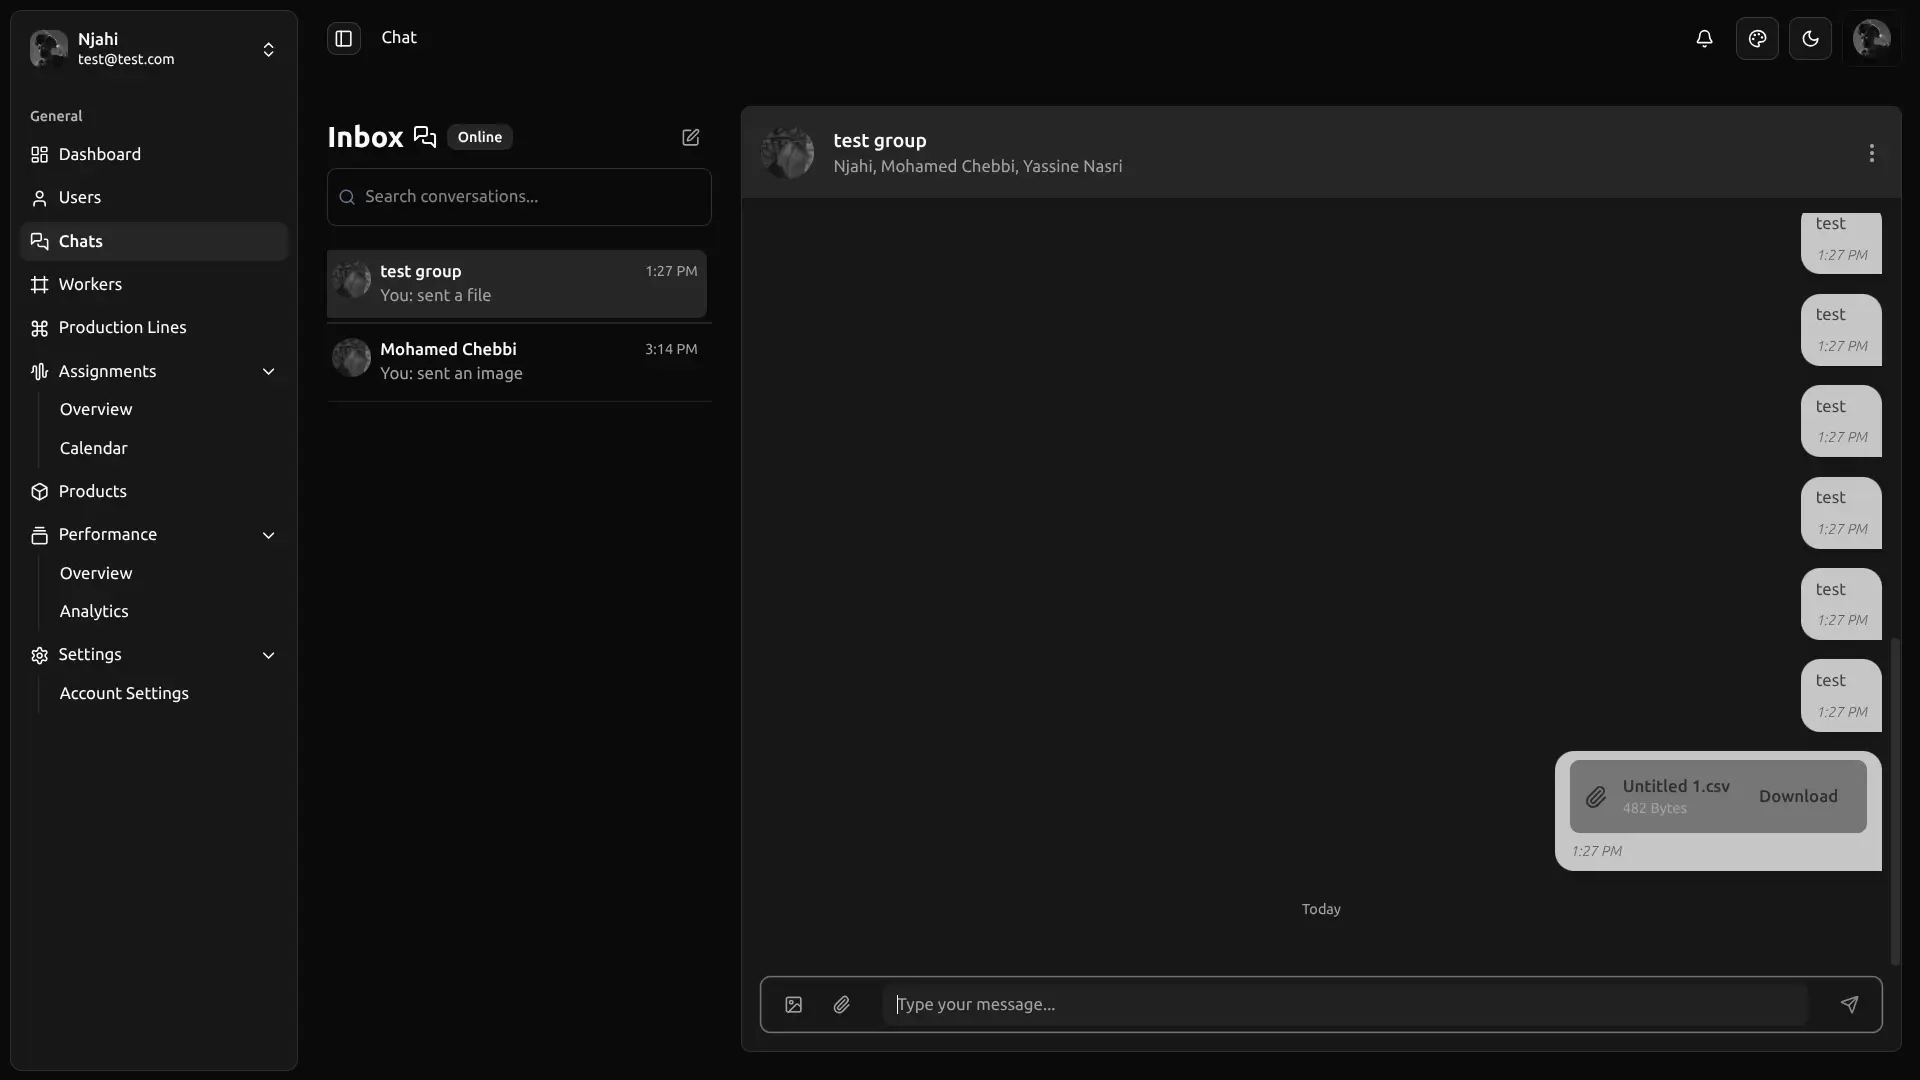 Njahi
test@test.com
General
Dashboard
Users
Chats
Workers
Production Lines
Assignments
Overview
Calendar
Products
Performance
Overview
Analytics
Settings
Account Settings
Chat
Inbox
Online
Search conversations...
test group
1:27 PM
You: sent a file
Mohamed Chebbi
3:14 PM
You: sent an image
test group
Njahi, Mohamed Chebbi, Yassine Nasri
test
1:27 PM
test
1:27 PM
test
1:27 PM
test
1:27 PM
test
1:27 PM
test
1:27 PM
Untitled 1.csv
482 Bytes
Download
1:27 PM
Today
Type your message...